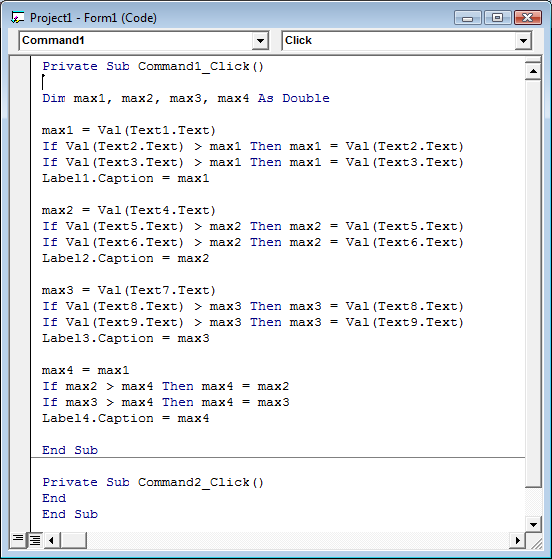 Project1 - Form1 (Code)
Command1 Click
Private Sub Command1_Click()
Dim max1, max2, max3, max4 As Double
max1 = Val(Text1.Text)
If Val(Text2.Text) > max1 Then max1 = Val(Text2.Text)
If Val(Text3.Text) > max1 Then max1 = Val(Text3.Text)
Label1.Caption = max1
max2 = Val(Text4.Text)
If Val(Text5.Text) > max2 Then max2 = Val(Text5.Text)
If Val(Text6.Text) > max2 Then max2 = Val(Text6.Text)
Label2.Caption = max2
max3 = Val(Text7.Text)
If Val(Text8.Text) > max3 Then max3 = Val(Text8.Text)
If Val(Text9.Text) > max3 Then max3 = Val(Text9.Text)
Label3.Caption = max3
max4 = max1
If max2 > max4 Then max4 = max2
If max3 > max4 Then max4 = max3
Label4.Caption = max4
End Sub
Private Sub Command2_Click()
End
End Sub